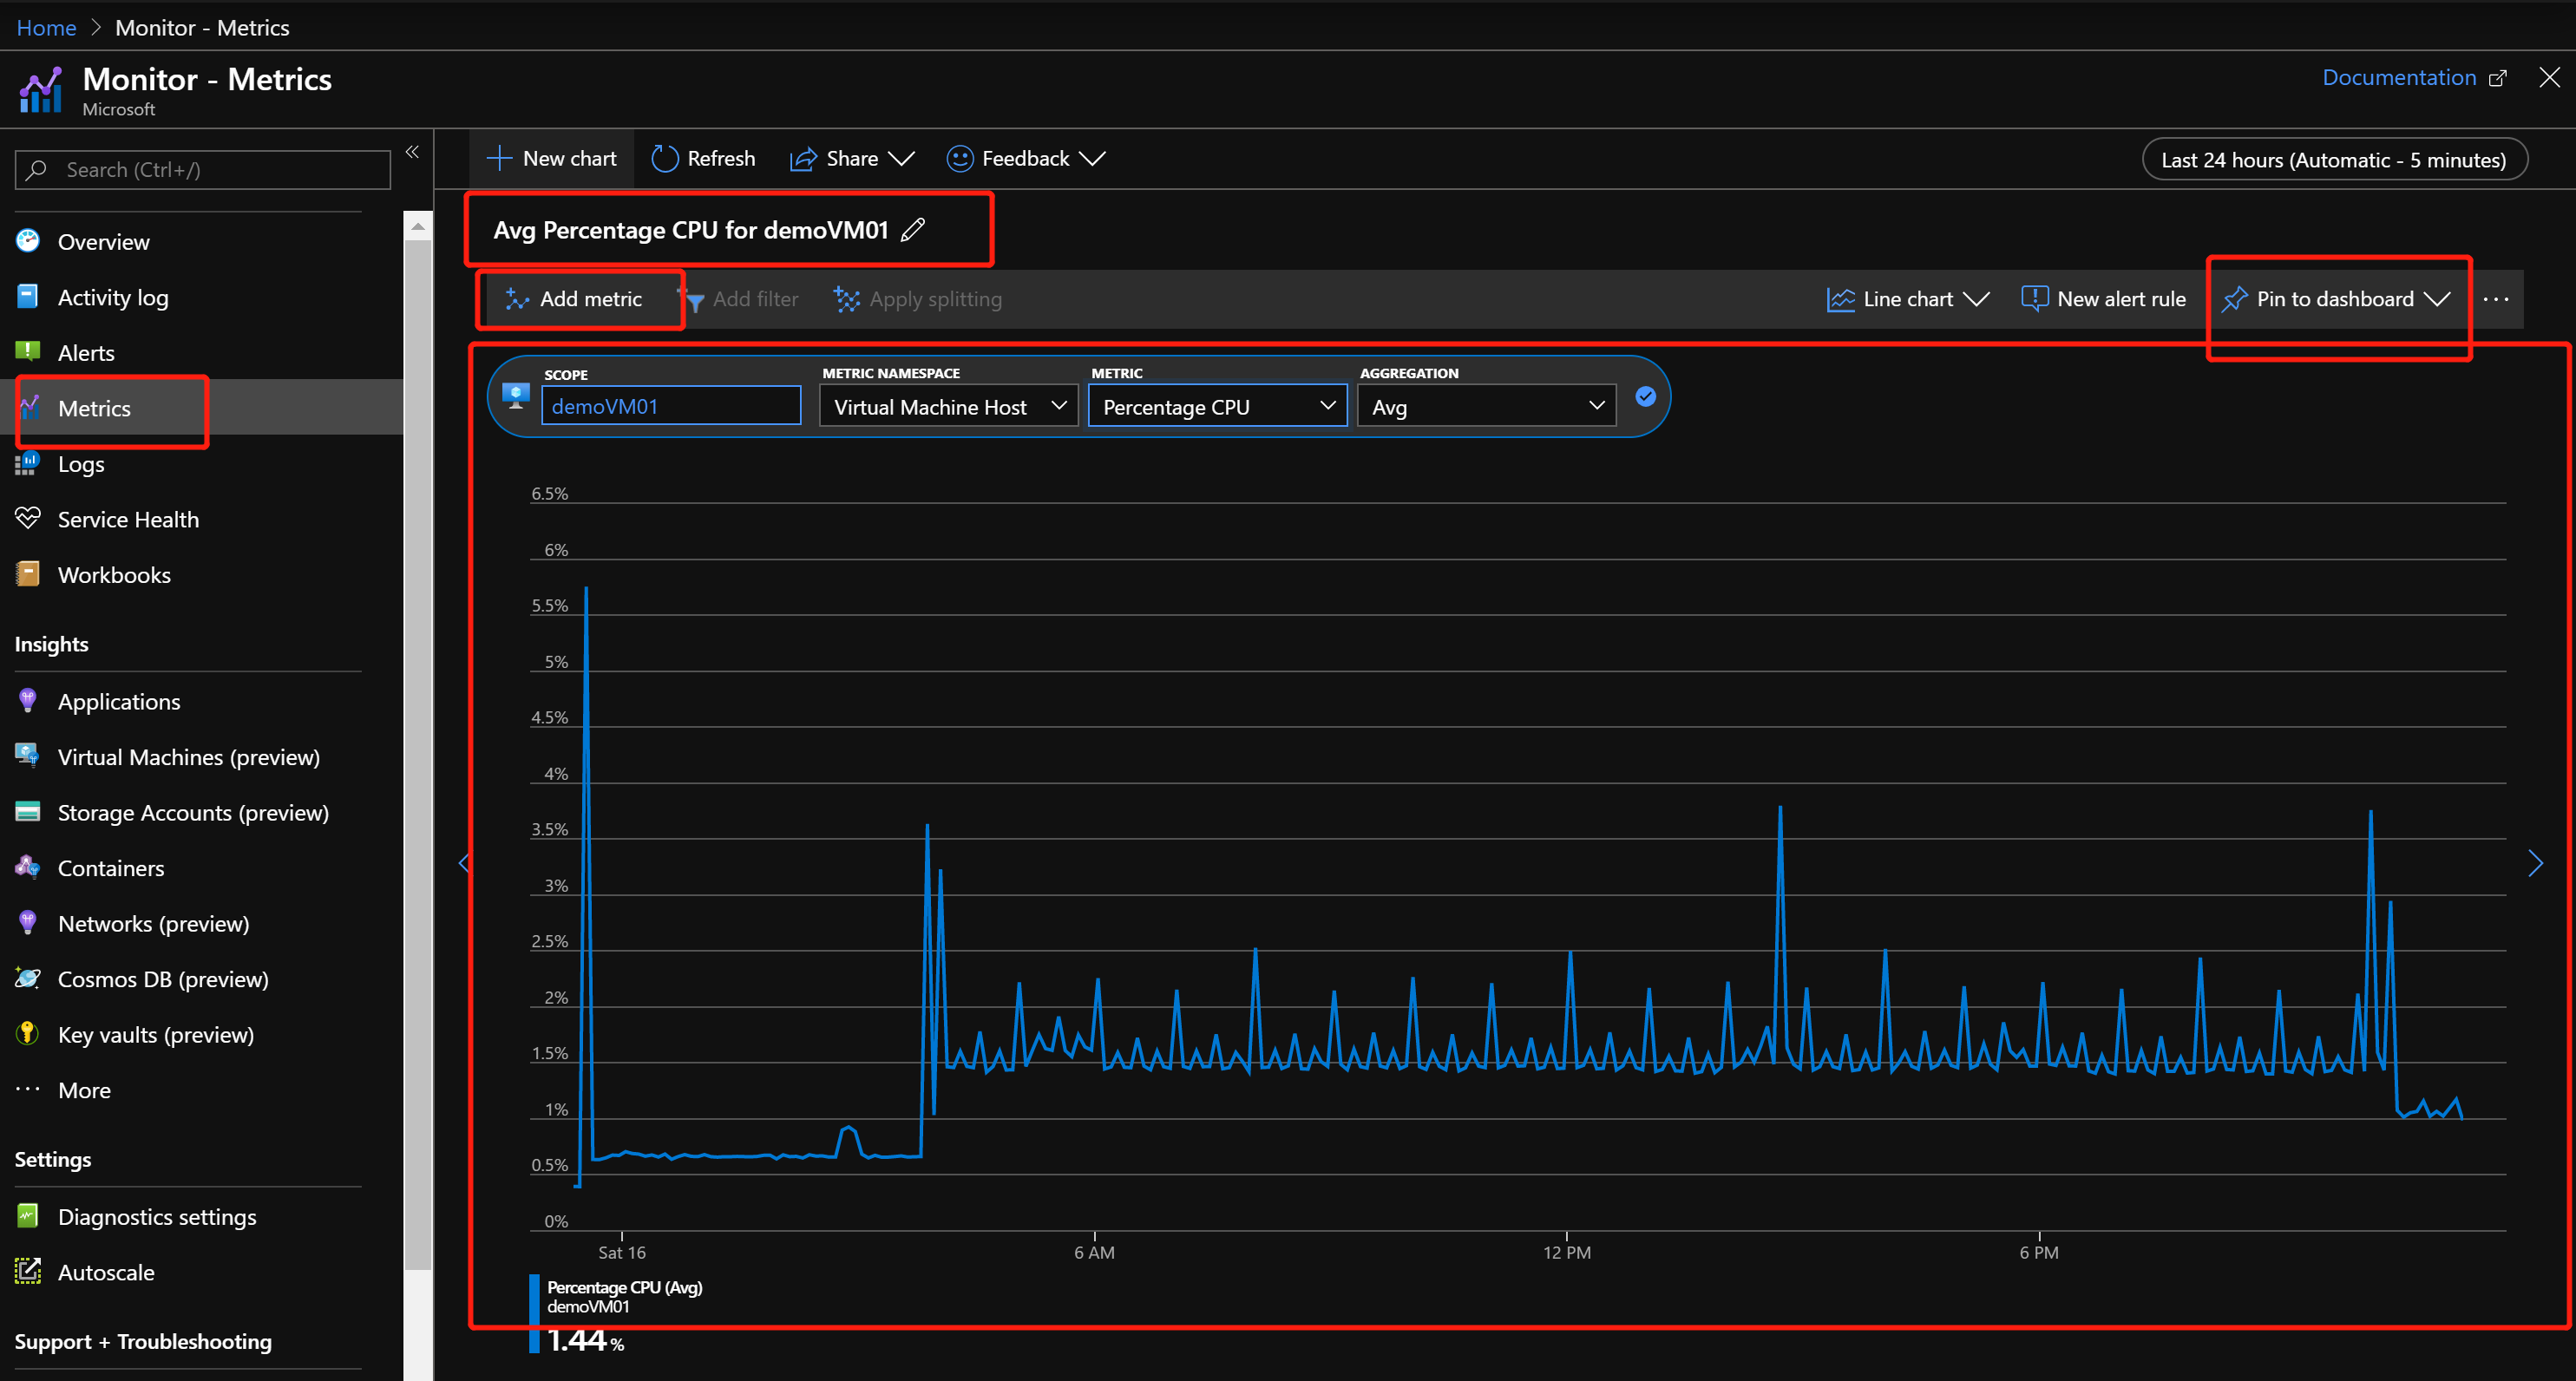 Home > Monitor - Metrics
Monitor - Metrics
Microsoft
Documentation
Search (Ctrl+/)
«
Overview
Activity log
Alerts
Metrics
Logs
Service Health
Workbooks
Insights
Applications
Virtual Machines (preview)
Storage Accounts (preview)
Containers
Networks (preview)
Cosmos DB (preview)
Key vaults (preview)
More
Settings
Diagnostics settings
Autoscale
Support + Troubleshooting
New chart
Refresh
Share
Feedback
Last 24 hours (Automatic - 5 minutes)
Avg Percentage CPU for demoVM01
Add metric
Add filter
Apply splitting
Line chart
New alert rule
Pin to dashboard
SCOPE
demoVM01
METRIC NAMESPACE
Virtual Machine Host
METRIC
Percentage CPU
AGGREGATION
Avg
6.5%
6%
5.5%
5%
4.5%
4%
3.5%
3%
2.5%
2%
1.5%
1%
0.5%
0%
Sat 16
6 AM
12 PM
6 PM
Percentage CPU (Avg)
demoVM01
1.44 %